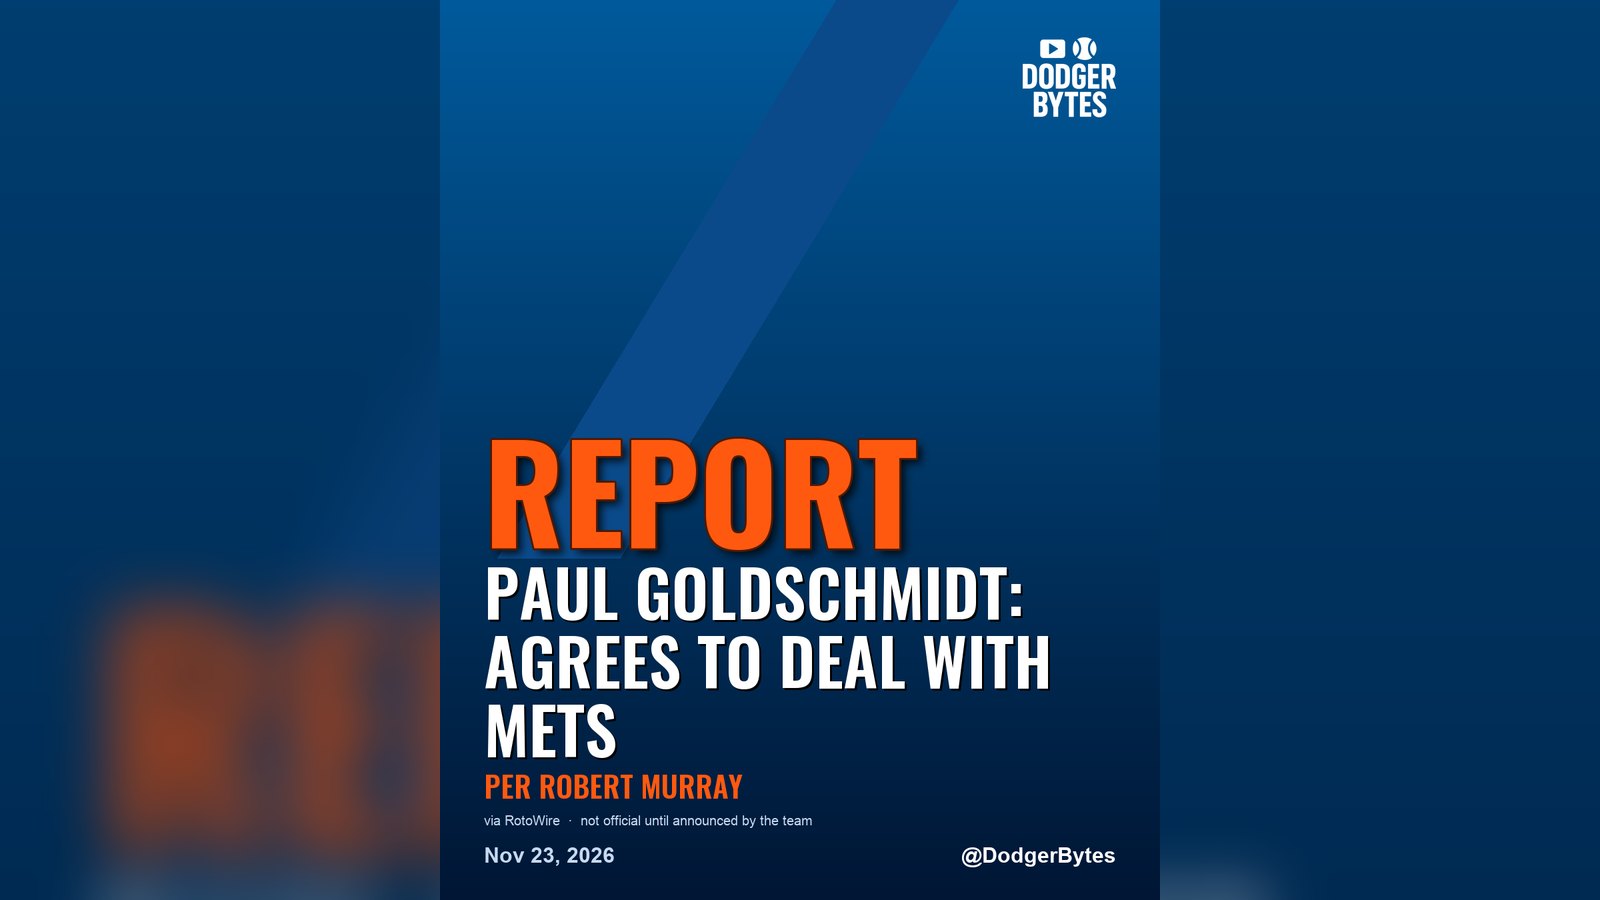 DODGER
BYTES
REPORT
PAUL GOLDSCHMIDT:
AGREES TO DEAL WITH
METS
PER ROBERT MURRAY
via RotoWire · not official until announced by the team
Nov 23, 2026
@DodgerBytes